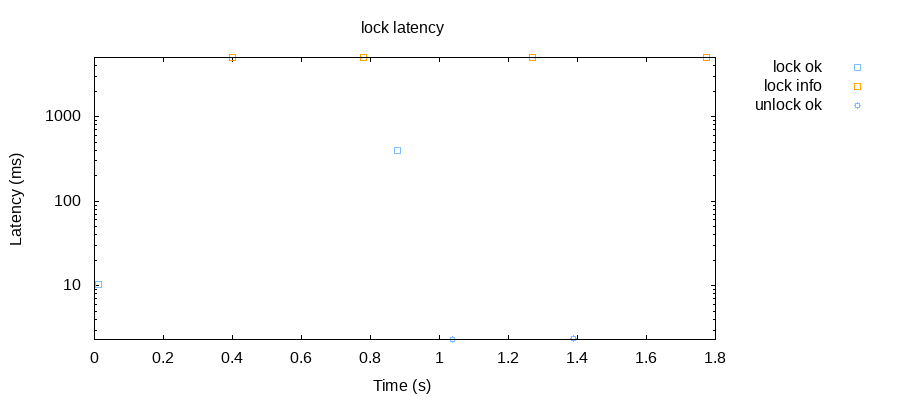 lock latency
lock ok
lock info
unlock ok
Latency (ms)
1000
100
10
0 0.2 0.4 0.6 0.8 1 1.2 1.4 1.6 1.8
Time (s)